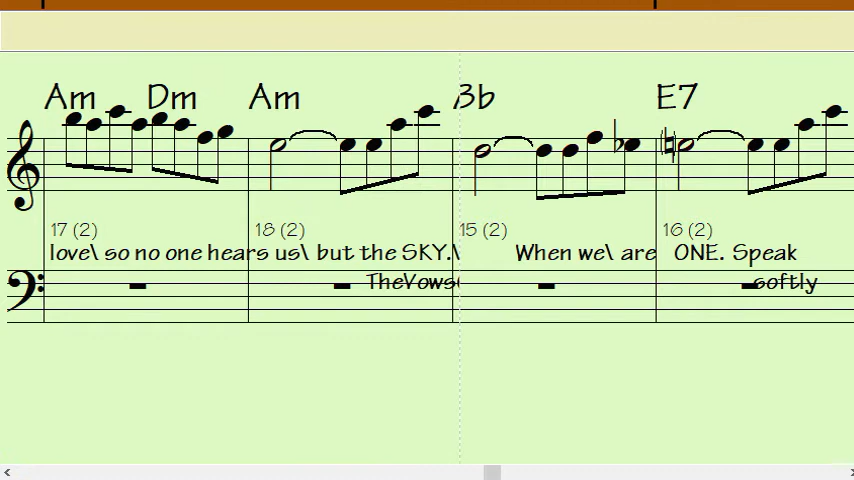 Am Dm Am Bb E7
17 (2) 18 (2) 15 (2) 16 (2)
love\ so no one hears us\ but the SKY.\ When we\ are ONE. Speak
TheVows softly